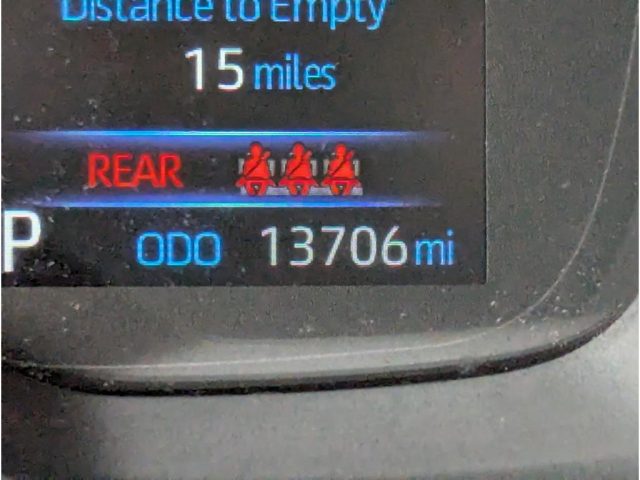 Distance to Empty
15 miles
REAR
P ODO 13706 mi